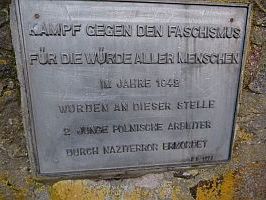 KAMPF GEGEN DEN FASCHISMUS
FÜR DIE WÜRDE ALLER MENSCHEN
IM JAHRE 1942
WURDEN AN DIESER STELLE
2 JUNGE POLNISCHE ARBEITER
DURCH NAZITERROR ERMORDET